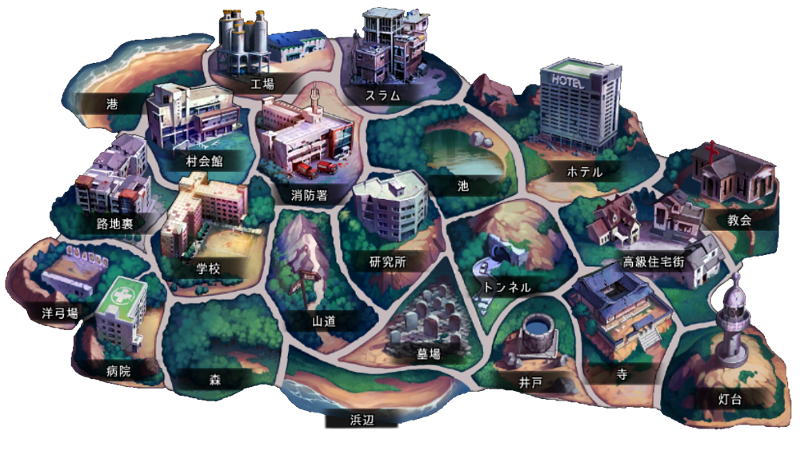 工場
スラム
港
HOTEL
村会館
消防署
池
ホテル
路地裏
学校
研究所
高級住宅街
教会
洋弓場
山道
トンネル
病院
森
墓場
井戸
寺
灯台
浜辺